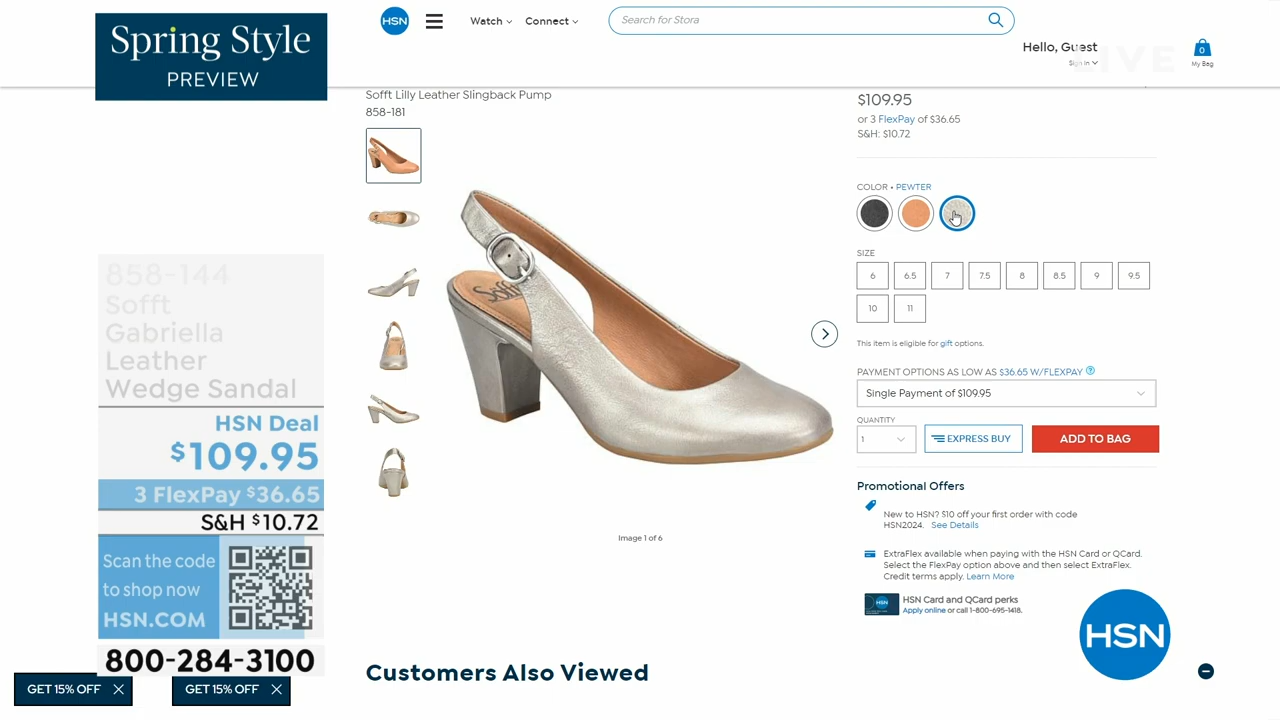 Spring Style
PREVIEW
HSN
Watch
Connect
Search for Stora
Hello, Guest
Sign In
LIVE
0
My Bag
Sofft Lilly Leather Slingback Pump
858-181
$109.95
or 3 FlexPay of $36.65
S&H: $10.72
COLOR • PEWTER
SIZE
6 6.5 7 7.5 8 8.5 9 9.5
10 11
This item is eligible for gift options.
PAYMENT OPTIONS AS LOW AS $36.65 W/FLEXPAY ?
Single Payment of $109.95
QUANTITY
1
EXPRESS BUY
ADD TO BAG
Promotional Offers
New to HSN? $10 off your first order with code
HSN2024. See Details
ExtraFlex available when paying with the HSN Card or QCard.
Select the FlexPay option above and then select ExtraFlex.
Credit terms apply. Learn More
HSN
HSN Card and QCard perks
Apply online or call 1-800-695-1418.
Söfft
Image 1 of 6
858-144
Sofft
Gabriella
Leather
Wedge Sandal
HSN Deal
$109.95
3 FlexPay $36.65
S&H $10.72
Scan the code
to shop now
HSN.COM
800-284-3100
GET 15% OFF
GET 15% OFF
Customers Also Viewed
HSN